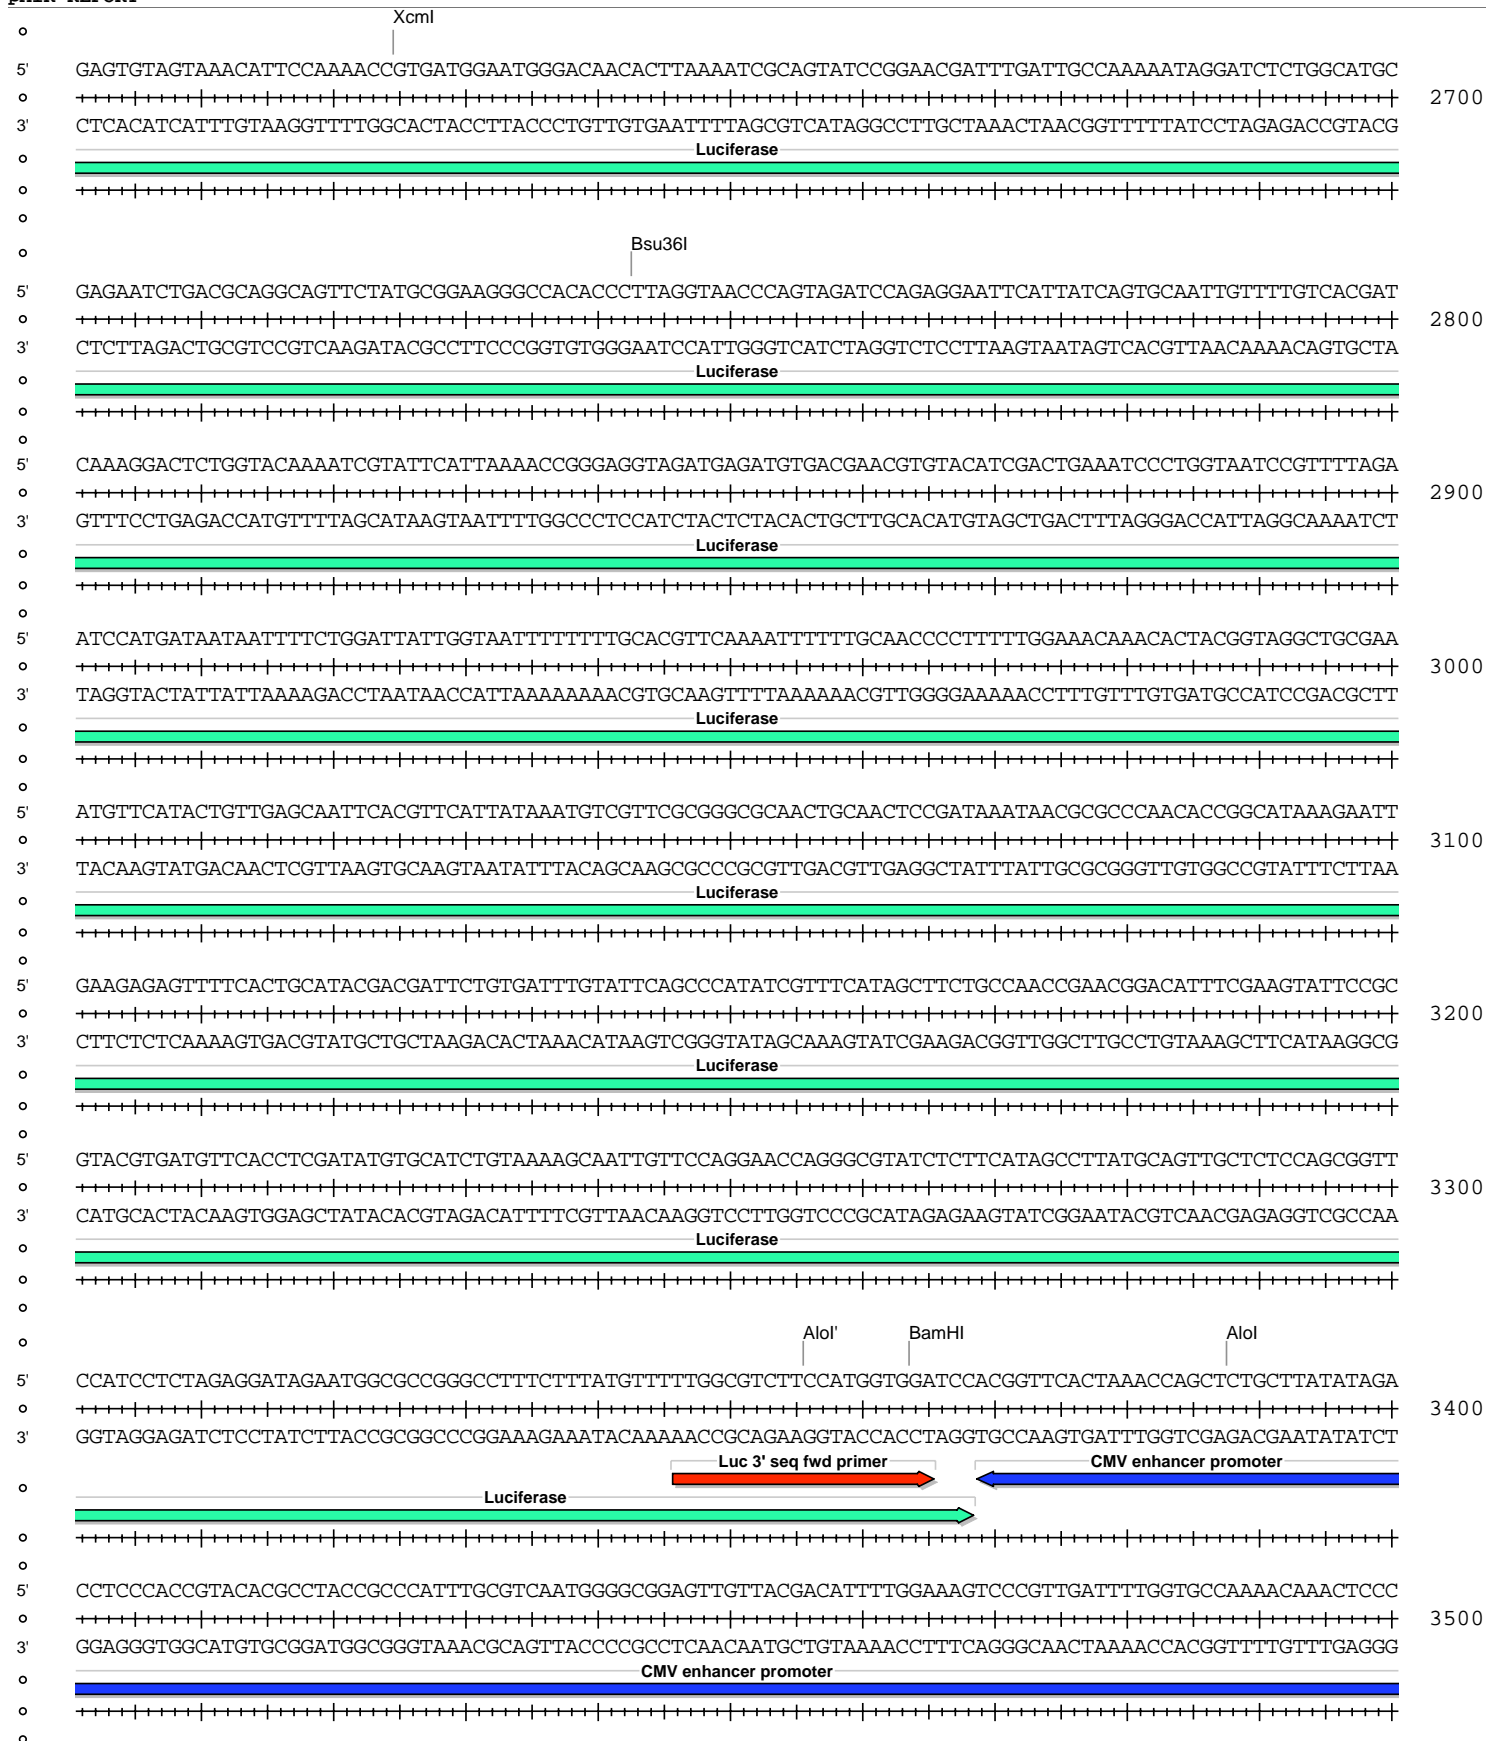 XcmI
5' GAGTGTAGTAAACATTCCAAAACCGTGATGGAATGGGACAACACTTAAAATCGCAGTATCCGGAACGATTTGATTGCCAAAAATAGGATCTCTGGCATGC
2700
3' CTCACATCATTTGTAAGGTTTTGGCACTACCTTACCCTGTTGTGAATTTTAGCGTCATAGGCCTTGCTAAACTAACGGTTTTTATCCTAGAGACCGTACG
Luciferase
Bsu36I
5' GAGAATCTGACGCAGGCAGTTCTATGCGGAAGGGCCACACCCTTAGGTAACCCAGTAGATCCAGAGGAATTCATTATCAGTGCAATTGTTTTGTCACGAT
2800
3' CTCTTAGACTGCGTCCGTCAAGATACGCCTTCCCGGTGTGGGAATCCATTGGGTCATCTAGGTCTCCTTAAGTAATAGTCACGTTAACAAAACAGTGCTA
Luciferase
5' CAAAGGACTCTGGTACAAAATCGTATTCATTAAAACCGGGAGGTAGATGAGATGTGACGAACGTGTACATCGACTGAAATCCCTGGTAATCCGTTTTAGA
2900
3' GTTTCCTGAGACCATGTTTTAGCATAAGTAATTTTGGCCCTCCATCTACTCTACACTGCTTGCACATGTAGCTGACTTTAGGGACCATTAGGCAAAATCT
Luciferase
5' ATCCATGATAATAATTTTCTGGATTATTGGTAATTTTTTTTGCACGTTCAAAATTTTTTGCAACCCCTTTTTGGAAACAAACACTACGGTAGGCTGCGAA
3000
3' TAGGTACTATTATTAAAAGACCTAATAACCATTAAAAAAAACGTGCAAGTTTTAAAAAACGTTGGGGAAAAACCTTTGTTTGTGATGCCATCCGACGCTT
Luciferase
5' ATGTTCATACTGTTGAGCAATTCACGTTCATTATAAATGTCGTTCGCGGGCGCAACTGCAACTCCGATAAATAACGCGCCCAACACCGGCATAAAGAATT
3100
3' TACAAGTATGACAACTCGTTAAGTGCAAGTAATATTTACAGCAAGCGCCCGCGTTGACGTTGAGGCTATTTATTGCGCGGGTTGTGGCCGTATTTCTTAA
Luciferase
5' GAAGAGAGTTTTCACTGCATACGACGATTCTGTGATTTGTATTCAGCCCATATCGTTTCATAGCTTCTGCCAACCGAACGGACATTTCGAAGTATTCCGC
3200
3' CTTCTCTCAAAAGTGACGTATGCTGCTAAGACACTAAACATAAGTCGGGTATAGCAAAGTATCGAAGACGGTTGGCTTGCCTGTAAAGCTTCATAAGGCG
Luciferase
5' GTACGTGATGTTCACCTCGATATGTGCATCTGTAAAAGCAATTGTTCCAGGAACCAGGGCGTATCTCTTCATAGCCTTATGCAGTTGCTCTCCAGCGGTT
3300
3' CATGCACTACAAGTGGAGCTATACACGTAGACATTTTCGTTAACAAGGTCCTTGGTCCCGCATAGAGAAGTATCGGAATACGTCAACGAGAGGTCGCCAA
Luciferase
AloI' BamHI AloI
5' CCATCCTCTAGAGGATAGAATGGCGCCGGGCCTTTCTTTATGTTTTTGGCGTCTTCCATGGTGGATCCACGGTTCACTAAACCAGCTCTGCTTATATAGA
3400
3' GGTAGGAGATCTCCTATCTTACCGCGGCCCGGAAAGAAATACAAAAACCGCAGAAGGTACCACCTAGGTGCCAAGTGATTTGGTCGAGACGAATATATCT
Luc 3' seq fwd primer CMV enhancer promoter
Luciferase
5' CCTCCCACCGTACACGCCTACCGCCCATTTGCGTCAATGGGGCGGAGTTGTTACGACATTTTGGAAAGTCCCGTTGATTTTGGTGCCAAAACAAACTCCC
3500
3' GGAGGGTGGCATGTGCGGATGGCGGGTAAACGCAGTTACCCCGCCTCAACAATGCTGTAAAACCTTTCAGGGCAACTAAAACCACGGTTTTGTTTGAGGG
CMV enhancer promoter